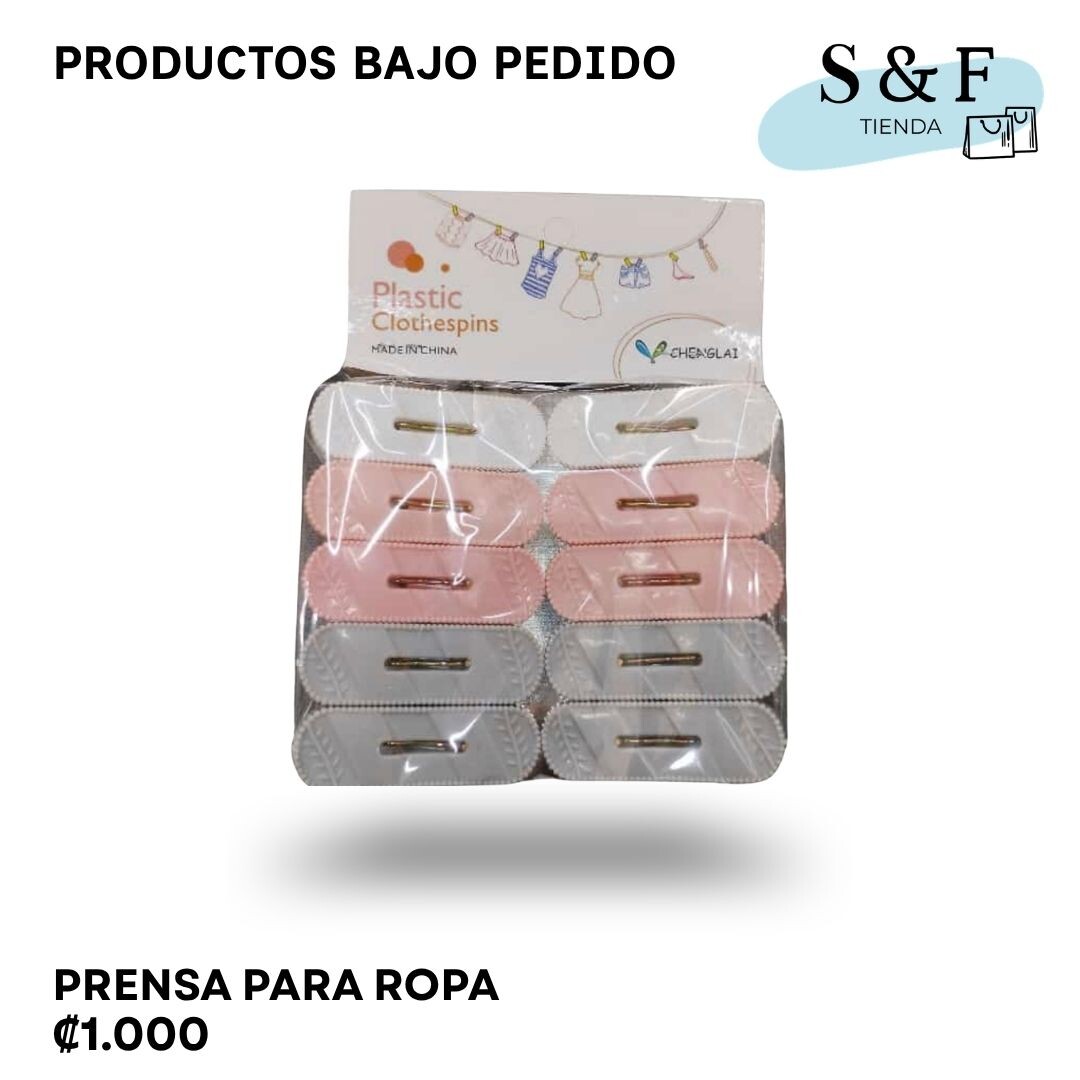 PRODUCTOS BAJO PEDIDO
S & F
TIENDA
Plastic
Clothespins
MADE IN CHINA
CHENGLAI
PRENSA PARA ROPA
₡1.000